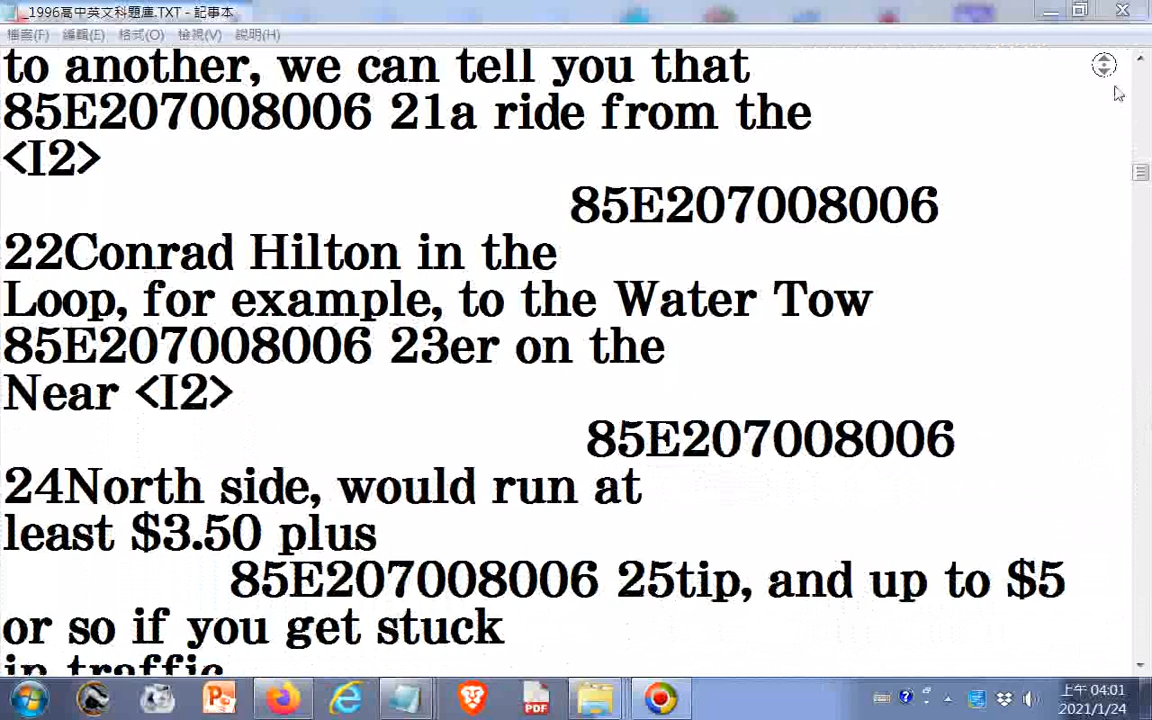 _1996高中英文科題庫.TXT - 記事本
檔案(F) 編輯(E) 格式(O) 檢視(V) 說明(H)
to another, we can tell you that
85E207008006 21a ride from the
<I2>
85E207008006
22Conrad Hilton in the
Loop, for example, to the Water Tow
85E207008006 23er on the
Near <I2>
85E207008006
24North side, would run at
least $3.50 plus
85E207008006 25tip, and up to $5
or so if you get stuck
in traffic
PDF
上午 04:01
2021/1/24